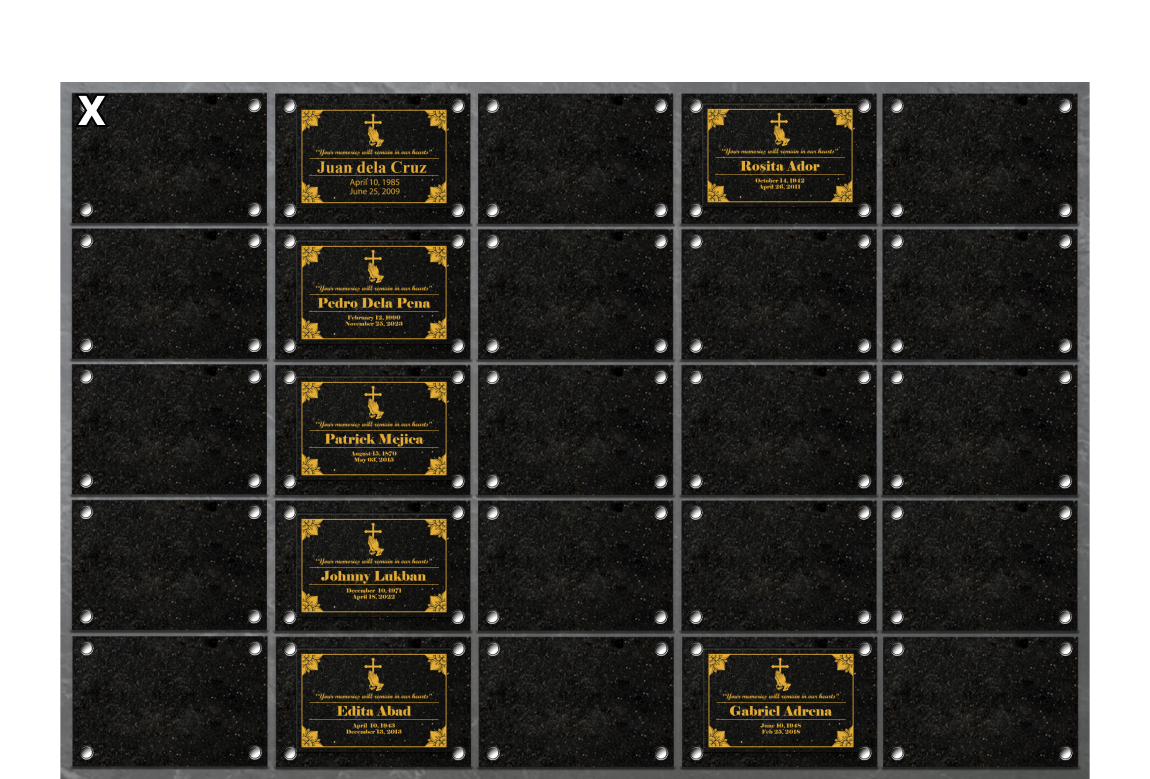 X
"Your memories will remain in our hearts"
Juan dela Cruz
April 10, 1985
June 25, 2009
"Your memories will remain in our hearts"
Rosita Ador
October 14, 1942
April 26, 2011
"Your memories will remain in our hearts"
Pedro Dela Pena
February 12, 1990
November 25, 2023
"Your memories will remain in our hearts"
Patrick Mejica
August 15, 1870
May 03, 2015
"Your memories will remain in our hearts"
Johnny Lukban
December 10, 1971
April 18, 2022
"Your memories will remain in our hearts"
Edita Abad
April 10, 1943
December 13, 2013
"Your memories will remain in our hearts"
Gabriel Adrena
June 10, 1948
Feb 25, 2018